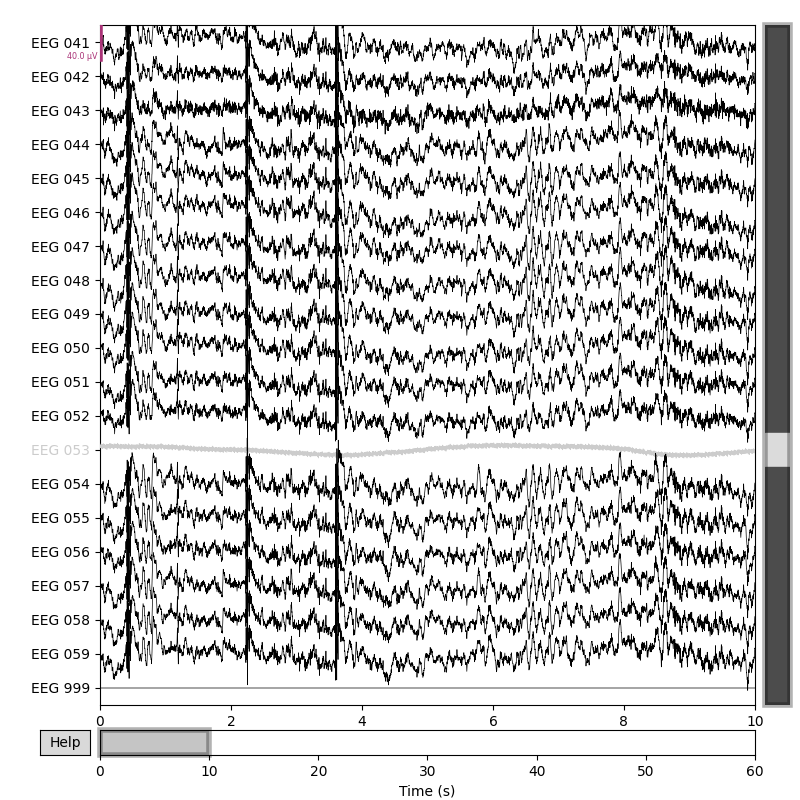 EEG 041
40.0 µV
EEG 042
EEG 043
EEG 044
EEG 045
EEG 046
EEG 047
EEG 048
EEG 049
EEG 050
EEG 051
EEG 052
EEG 053
EEG 054
EEG 055
EEG 056
EEG 057
EEG 058
EEG 059
EEG 999
0 2 4 6 8 10
Help
0 10 20 30 40 50 60
Time (s)